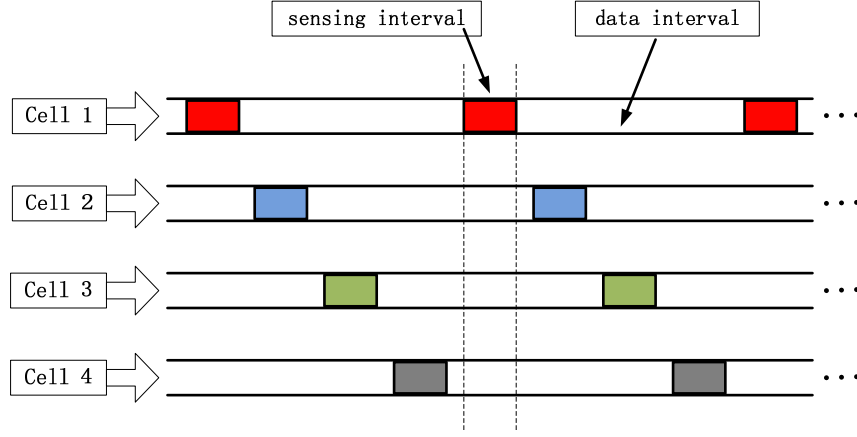 sensing interval
data interval
Cell 1
...
Cell 2
...
Cell 3
...
Cell 4
...